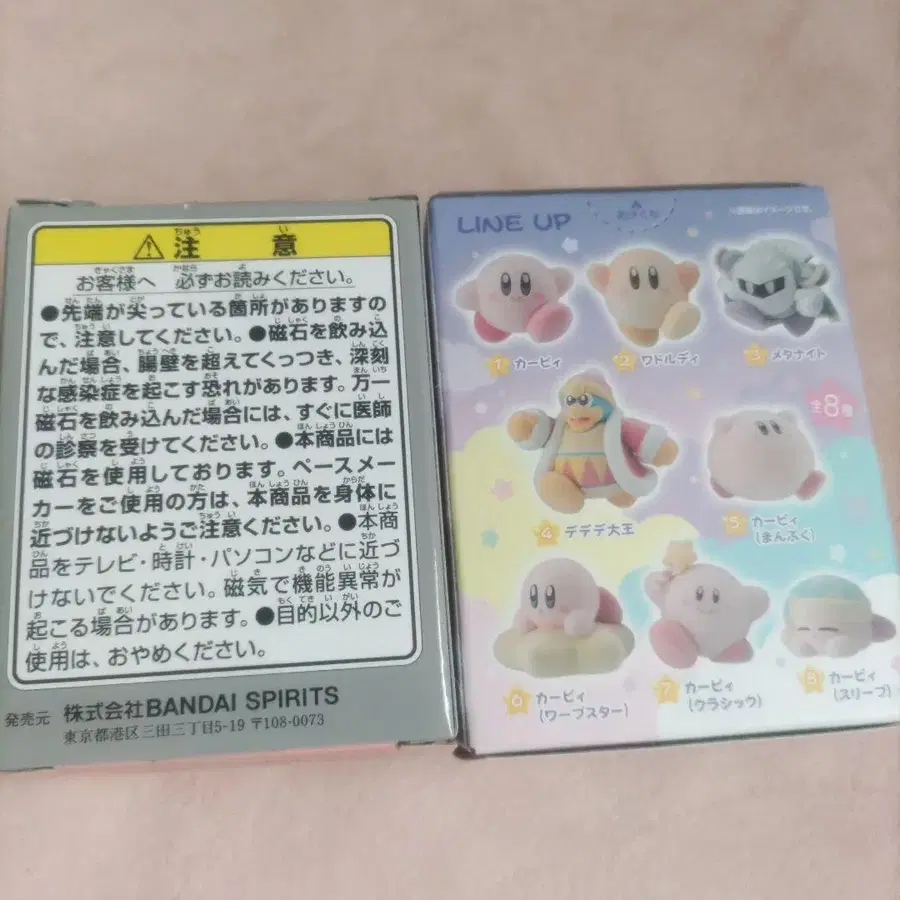 注意
お客様へ 必ずお読みください。
●先端が尖っている箇所がありますの
で、注意してください。●磁石を飲み込
んだ場合、腸壁を超えてくっつき、深刻
な感染症を起こす恐れがあります。万一
磁石を飲み込んだ場合には、すぐに医師
の診察を受けてください。●本商品には
磁石を使用しております。ペースメー
カーをご使用の方は、本商品を身体に
近づけないようご注意ください。●本商
品をテレビ・時計・パソコンなどに近づ
けないでください。磁気で機能異常が
起こる場合があります。●目的以外のご
使用は、おやめください。
発売元 株式会社BANDAI SPIRITS
東京都港区三田三丁目5-19 〒108-0073
LINE UP
あけくち
※画像はイメージです。
1 カービィ
2 ワドルディ
3 メタナイト
全8種
4 デデデ大王
5 カービィ
(まんぷく)
6 カービィ
(ワープスター)
7 カービィ
(クラシック)
8 カービィ
(スリープ)